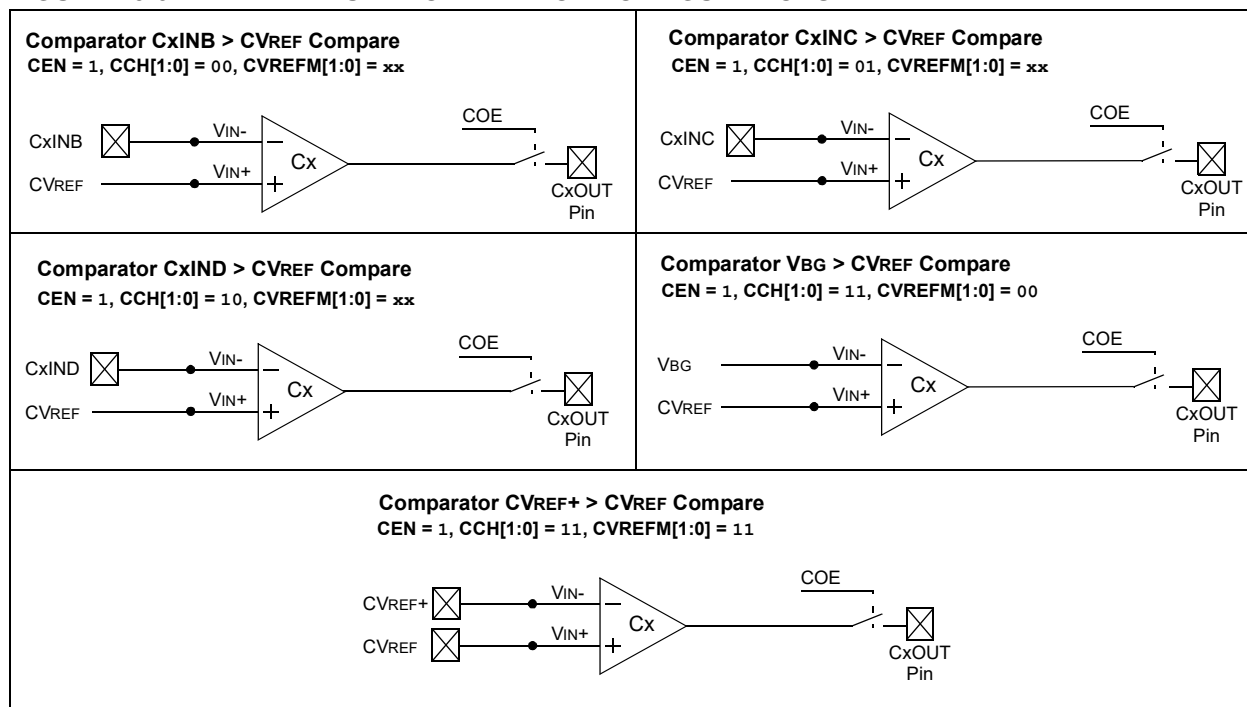 Comparator CxINB > CVREF Compare
CEN = 1, CCH[1:0] = 00, CVREFM[1:0] = xx
COE
CxINB
VIN-
Cx
CVREF
VIN+
CxOUT
Pin
Comparator CxINC > CVREF Compare
CEN = 1, CCH[1:0] = 01, CVREFM[1:0] = xx
COE
CxINC
VIN-
Cx
CVREF
VIN+
CxOUT
Pin
Comparator CxIND > CVREF Compare
CEN = 1, CCH[1:0] = 10, CVREFM[1:0] = xx
COE
CxIND
VIN-
Cx
CVREF
VIN+
CxOUT
Pin
Comparator VBG > CVREF Compare
CEN = 1, CCH[1:0] = 11, CVREFM[1:0] = 00
COE
VBG
VIN-
Cx
CVREF
VIN+
CxOUT
Pin
Comparator CVREF+ > CVREF Compare
CEN = 1, CCH[1:0] = 11, CVREFM[1:0] = 11
COE
CVREF+
VIN-
Cx
CVREF
VIN+
CxOUT
Pin